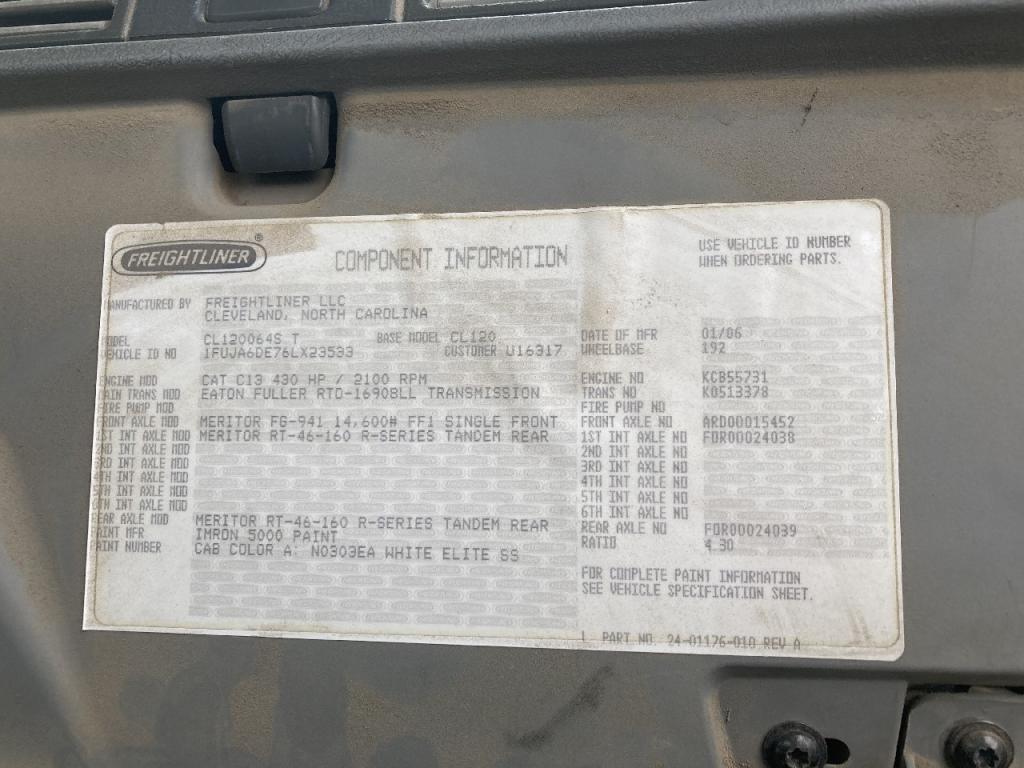 FREIGHTLINER®
COMPONENT INFORMATION
USE VEHICLE ID NUMBER
WHEN ORDERING PARTS.
MANUFACTURED BY FREIGHTLINER LLC
CLEVELAND, NORTH CAROLINA
MODEL CL120064S T BASE MODEL CL120 DATE OF MFR 01/06
VEHICLE ID NO 1FUJA6DE76LX23533 CUSTOMER U16317 WHEELBASE 192
ENGINE MOD CAT C13 430 HP / 2100 RPM ENGINE NO KCB55731
MAIN TRANS MOD EATON FULLER RTO-16908LL TRANSMISSION TRANS NO K0513378
FIRE PUMP MOD FIRE PUMP NO
FRONT AXLE MOD MERITOR FG-941 14,600# FF1 SINGLE FRONT FRONT AXLE NO ARD00015452
1ST INT AXLE MOD MERITOR RT-46-160 R-SERIES TANDEM REAR 1ST INT AXLE NO FDR00024038
2ND INT AXLE MOD 2ND INT AXLE NO
3RD INT AXLE MOD 3RD INT AXLE NO
4TH INT AXLE MOD 4TH INT AXLE NO
5TH INT AXLE MOD 5TH INT AXLE NO
6TH INT AXLE MOD 6TH INT AXLE NO
REAR AXLE MOD MERITOR RT-46-160 R-SERIES TANDEM REAR REAR AXLE NO FDR00024039
PAINT MFR IMRON 5000 PAINT RATIO 4.30
PAINT NUMBER CAB COLOR A: N0303EA WHITE ELITE SS
FOR COMPLETE PAINT INFORMATION
SEE VEHICLE SPECIFICATION SHEET.
PART NO. 24-01176-010 REV A